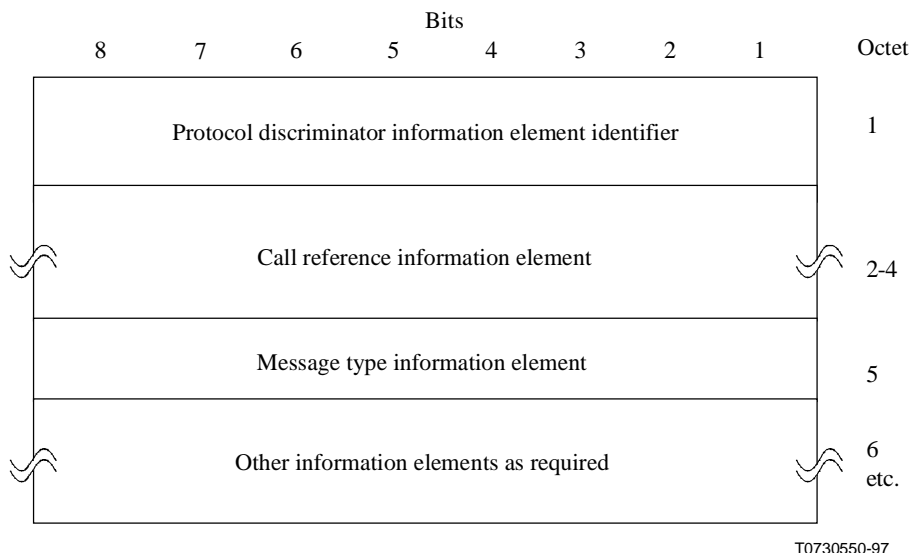 Bits
8 7 6 5 4 3 2 1 Octet
Protocol discriminator information element identifier 1
Call reference information element 2-4
Message type information element 5
Other information elements as required 6
etc.
T0730550-97